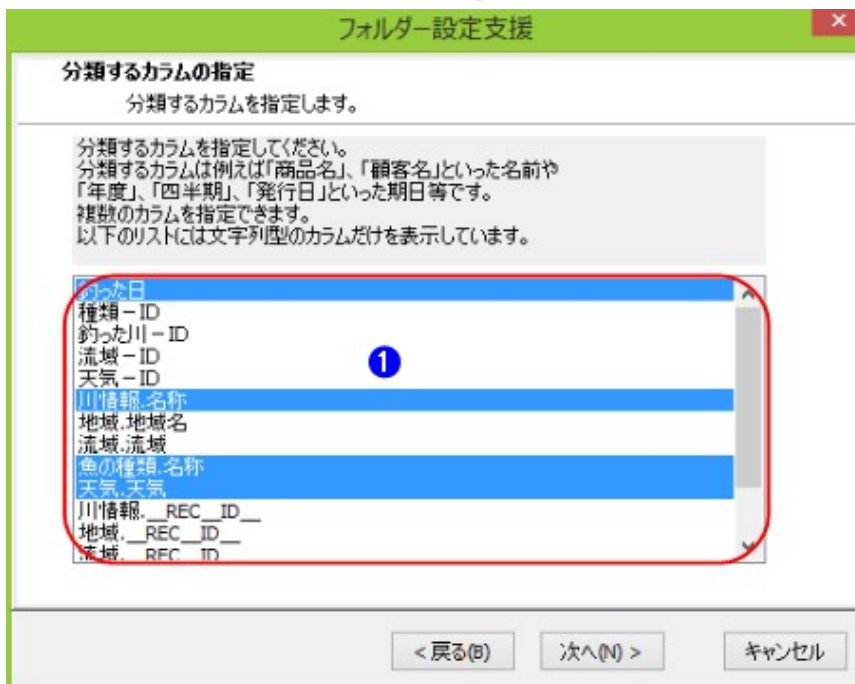 フォルダー設定支援
分類するカラムの指定
分類するカラムを指定します。
分類するカラムを指定してください。
分類するカラムは例えば「商品名」、「顧客名」といった名前や
「年度」、「四半期」、「発行日」といった期日等です。
複数のカラムを指定できます。
以下のリストには文字列型のカラムだけを表示しています。
釣った日
種類－ID
釣った川－ID
流域－ID
天気－ID
1
川情報.名称
地域.地域名
流域.流域
魚の種類.名称
天気.天気
川情報.__REC__ID__
地域.__REC__ID__
流域.__REC__ID__
< 戻る(B) 次へ(N) > キャンセル